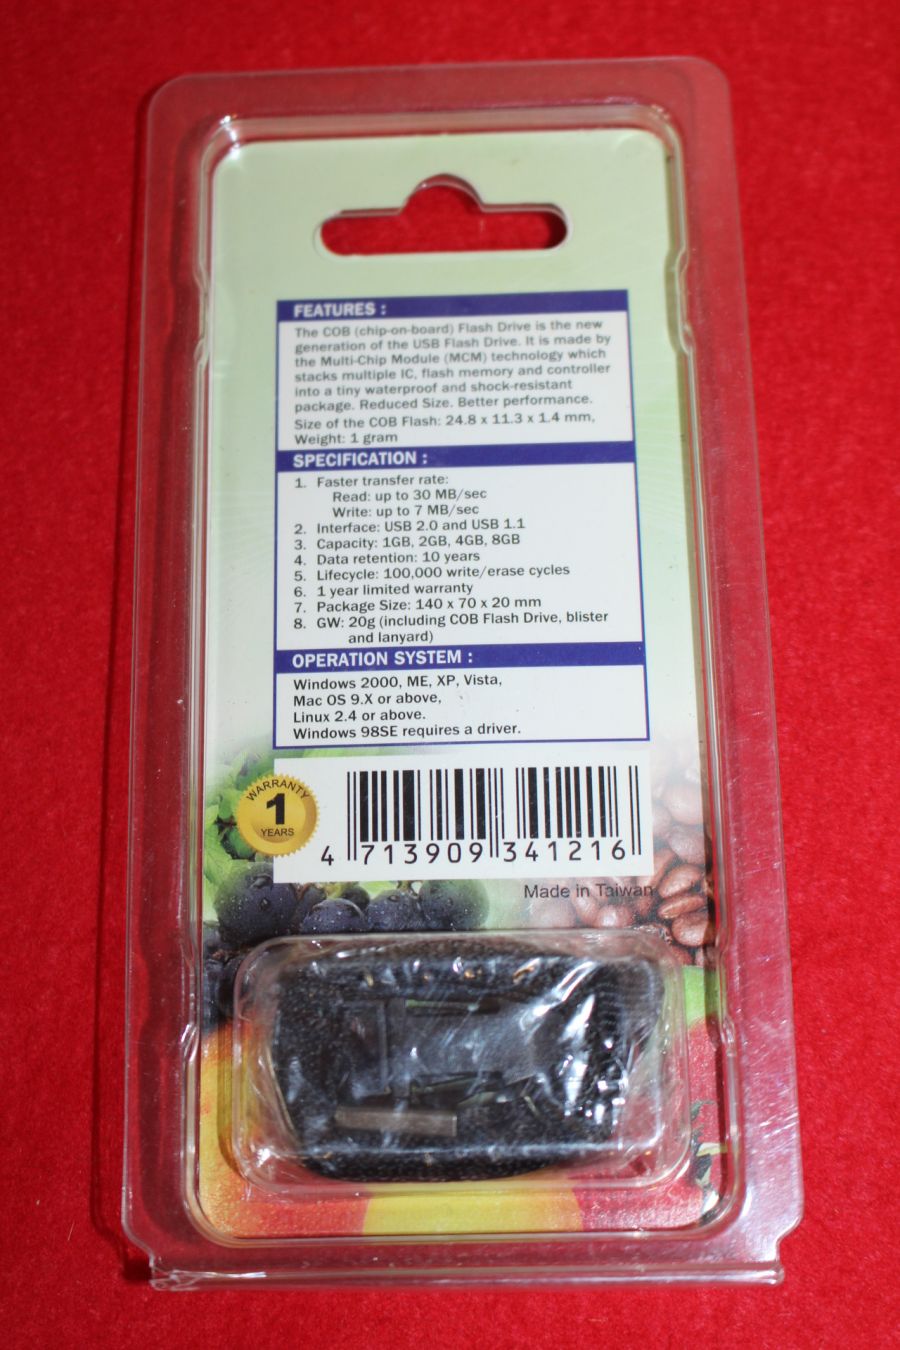 FEATURES :
The COB (chip-on-board) Flash Drive is the new
generation of the USB Flash Drive. It is made by
the Multi-Chip Module (MCM) technology which
stacks multiple IC, flash memory and controller
into a tiny waterproof and shock-resistant
package. Reduced Size. Better performance.
Size of the COB Flash: 24.8 x 11.3 x 1.4 mm,
Weight: 1 gram
SPECIFICATION :
1. Faster transfer rate:
Read: up to 30 MB/sec
Write: up to 7 MB/sec
2. Interface: USB 2.0 and USB 1.1
3. Capacity: 1GB, 2GB, 4GB, 8GB
4. Data retention: 10 years
5. Lifecycle: 100,000 write/erase cycles
6. 1 year limited warranty
7. Package Size: 140 x 70 x 20 mm
8. GW: 20g (including COB Flash Drive, blister
and lanyard)
OPERATION SYSTEM :
Windows 2000, ME, XP, Vista,
Mac OS 9.X or above,
Linux 2.4 or above.
Windows 98SE requires a driver.
WARRANTY
1
YEARS
4 713909 341216
Made in Taiwan